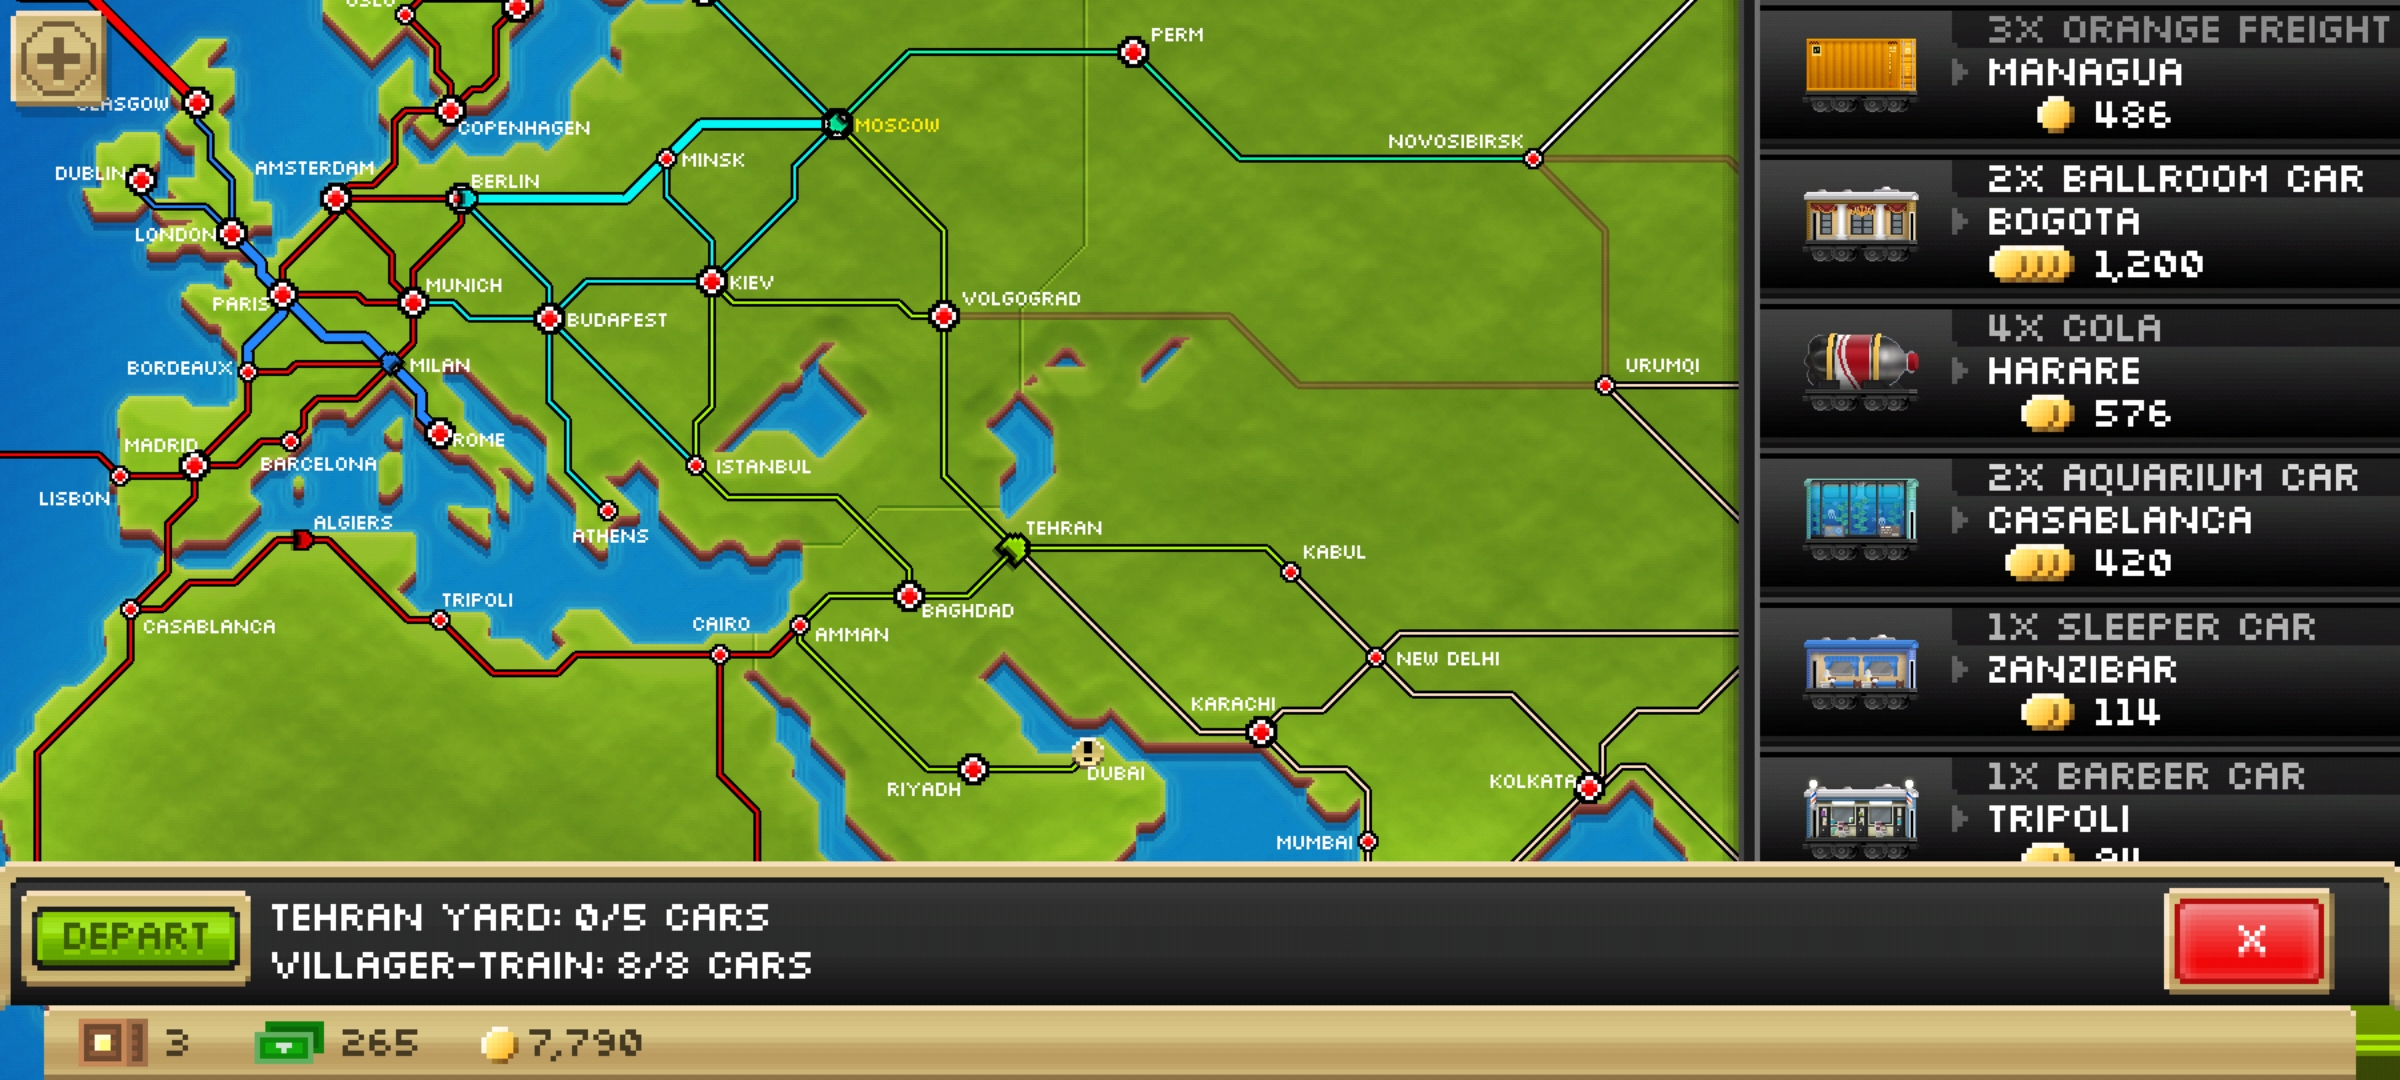 OSLO
PERM
GLASGOW
COPENHAGEN
MOSCOW
DUBLIN
AMSTERDAM
MINSK
NOVOSIBIRSK
BERLIN
LONDON
PARIS
MUNICH
KIEV
VOLGOGRAD
BUDAPEST
BORDEAUX
MILAN
URUMQI
MADRID
ROME
BARCELONA
ISTANBUL
LISBON
ALGIERS
ATHENS
TEHRAN
KABUL
TRIPOLI
CASABLANCA
CAIRO
AMMAN
BAGHDAD
NEW DELHI
KARACHI
RIYADH
DUBAI
KOLKATA
MUMBAI
3X ORANGE FREIGHT
MANAGUA
486
2X BALLROOM CAR
BOGOTA
1,200
4X COLA
HARARE
576
2X AQUARIUM CAR
CASABLANCA
420
1X SLEEPER CAR
ZANZIBAR
114
1X BARBER CAR
TRIPOLI
DEPART
TEHRAN YARD: 0/5 CARS
VILLAGER-TRAIN: 8/8 CARS
X
3
265
7,790